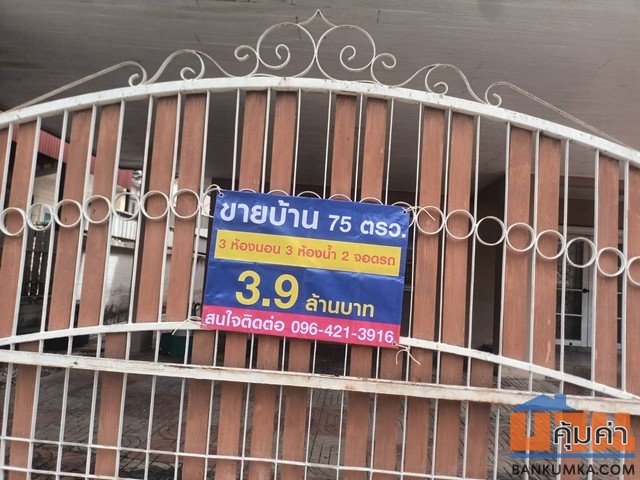 ขายบ้าน 75 ตรว.
3 ห้องนอน 3 ห้องน้ำ 2 จอดรถ
3.9 ล้านบาท
สนใจติดต่อ 096-421-3916
คุ้มค่า
BANKUMKA.COM